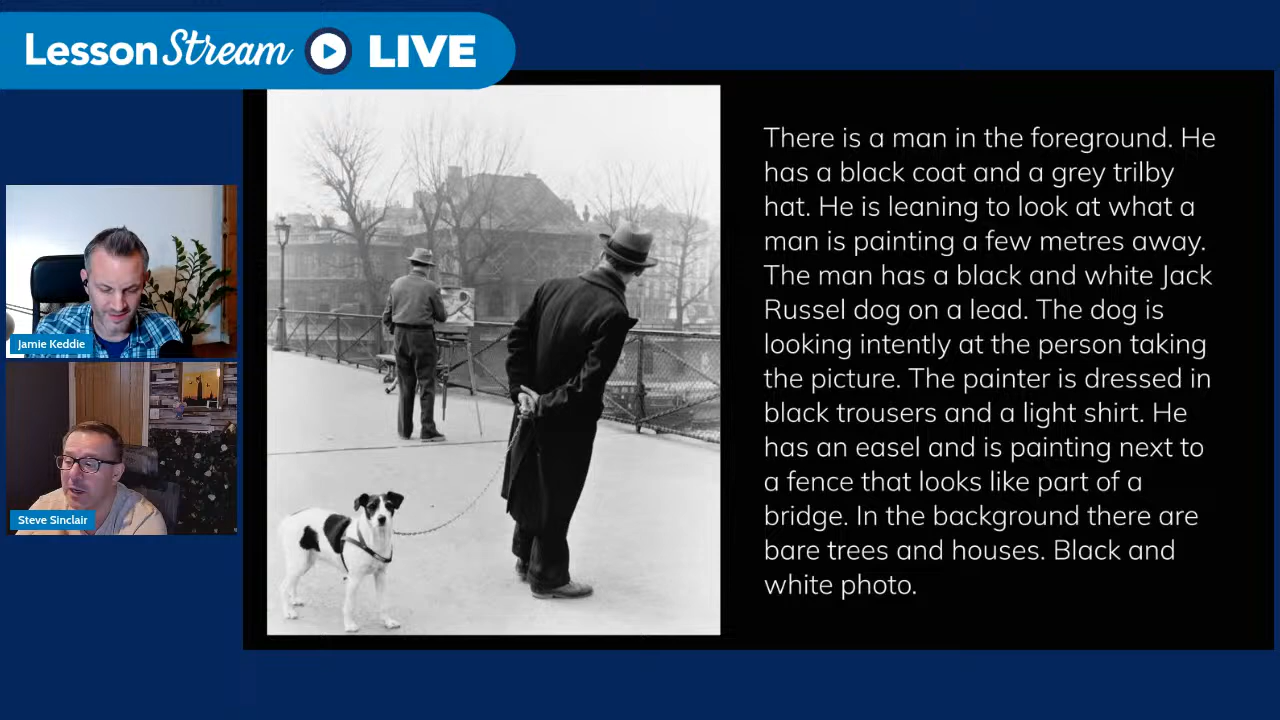 LessonStream LIVE
There is a man in the foreground. He
has a black coat and a grey trilby
hat. He is leaning to look at what a
man is painting a few metres away.
The man has a black and white Jack
Russel dog on a lead. The dog is
looking intently at the person taking
the picture. The painter is dressed in
black trousers and a light shirt. He
has an easel and is painting next to
a fence that looks like part of a
bridge. In the background there are
bare trees and houses. Black and
white photo.
Jamie Keddie
Steve Sinclair